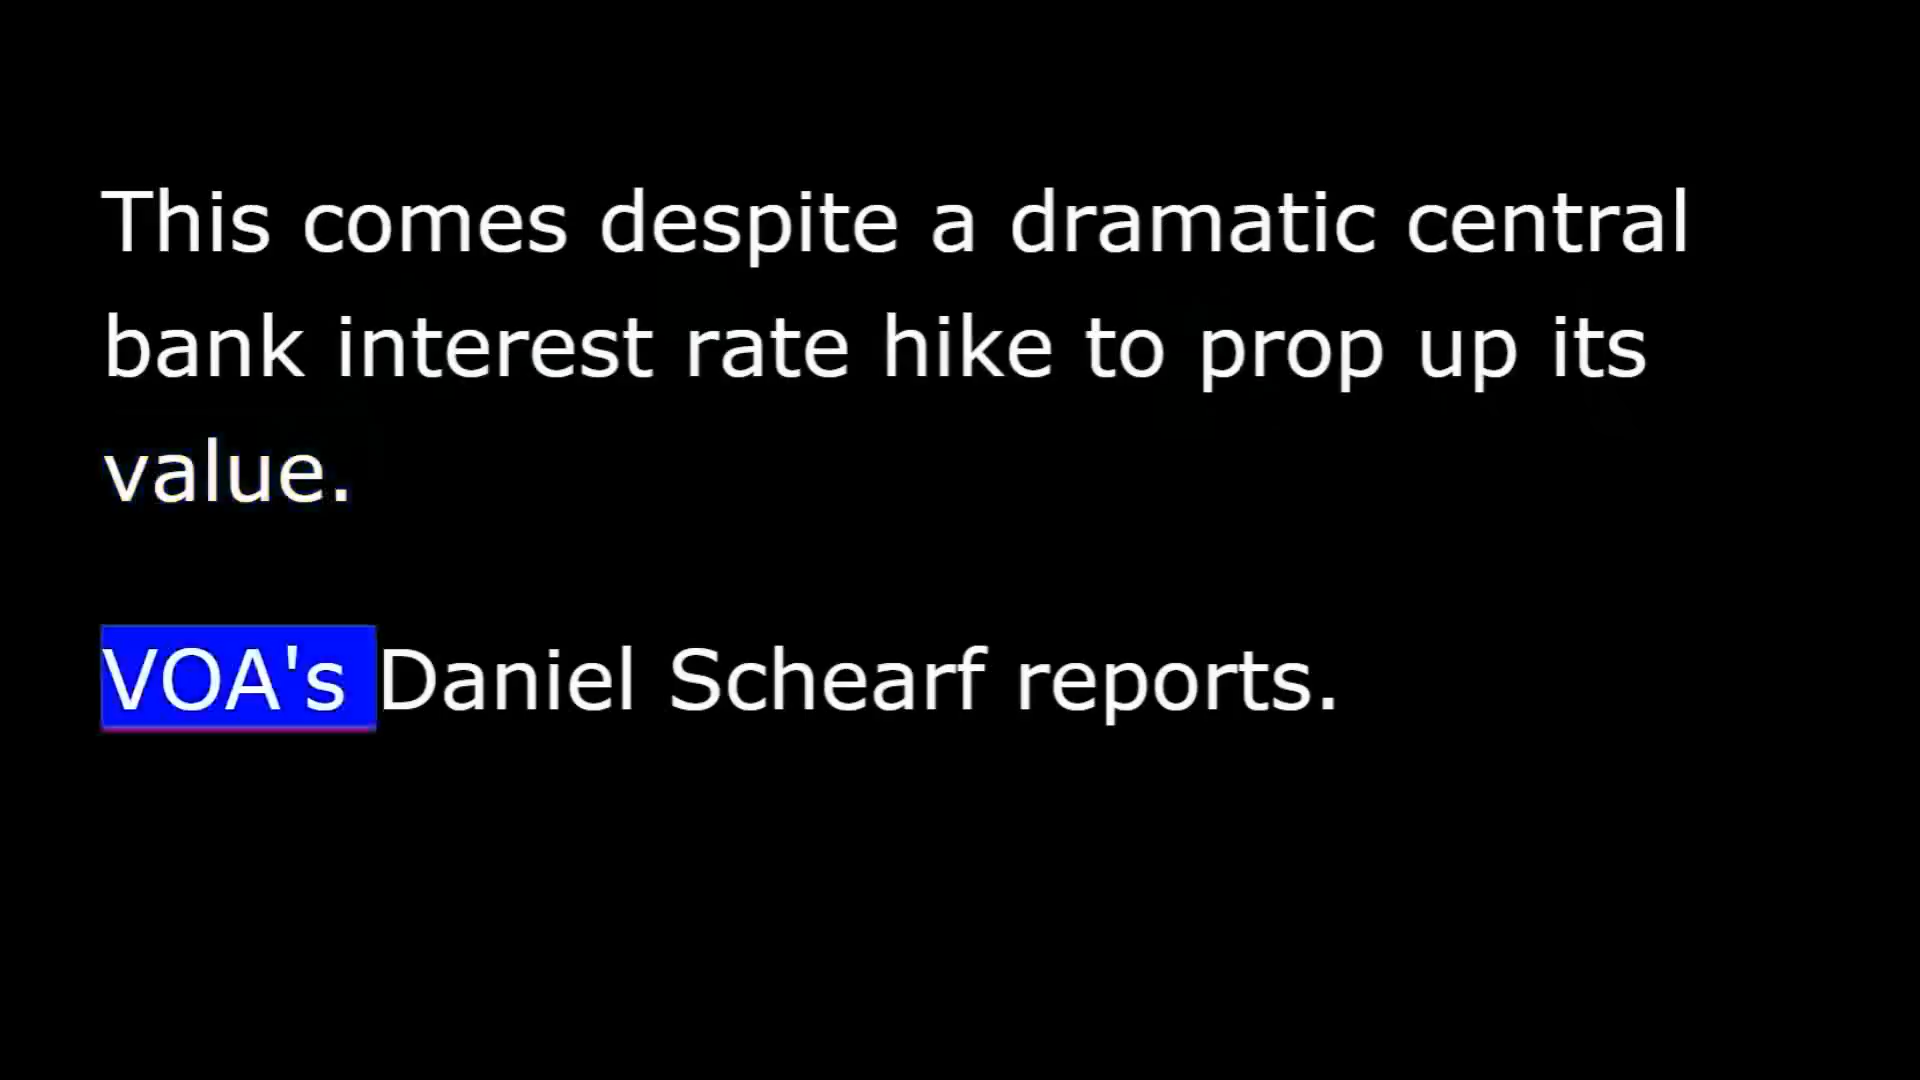 This comes despite a dramatic central
bank interest rate hike to prop up its
value.
VOA's Daniel Schearf reports.